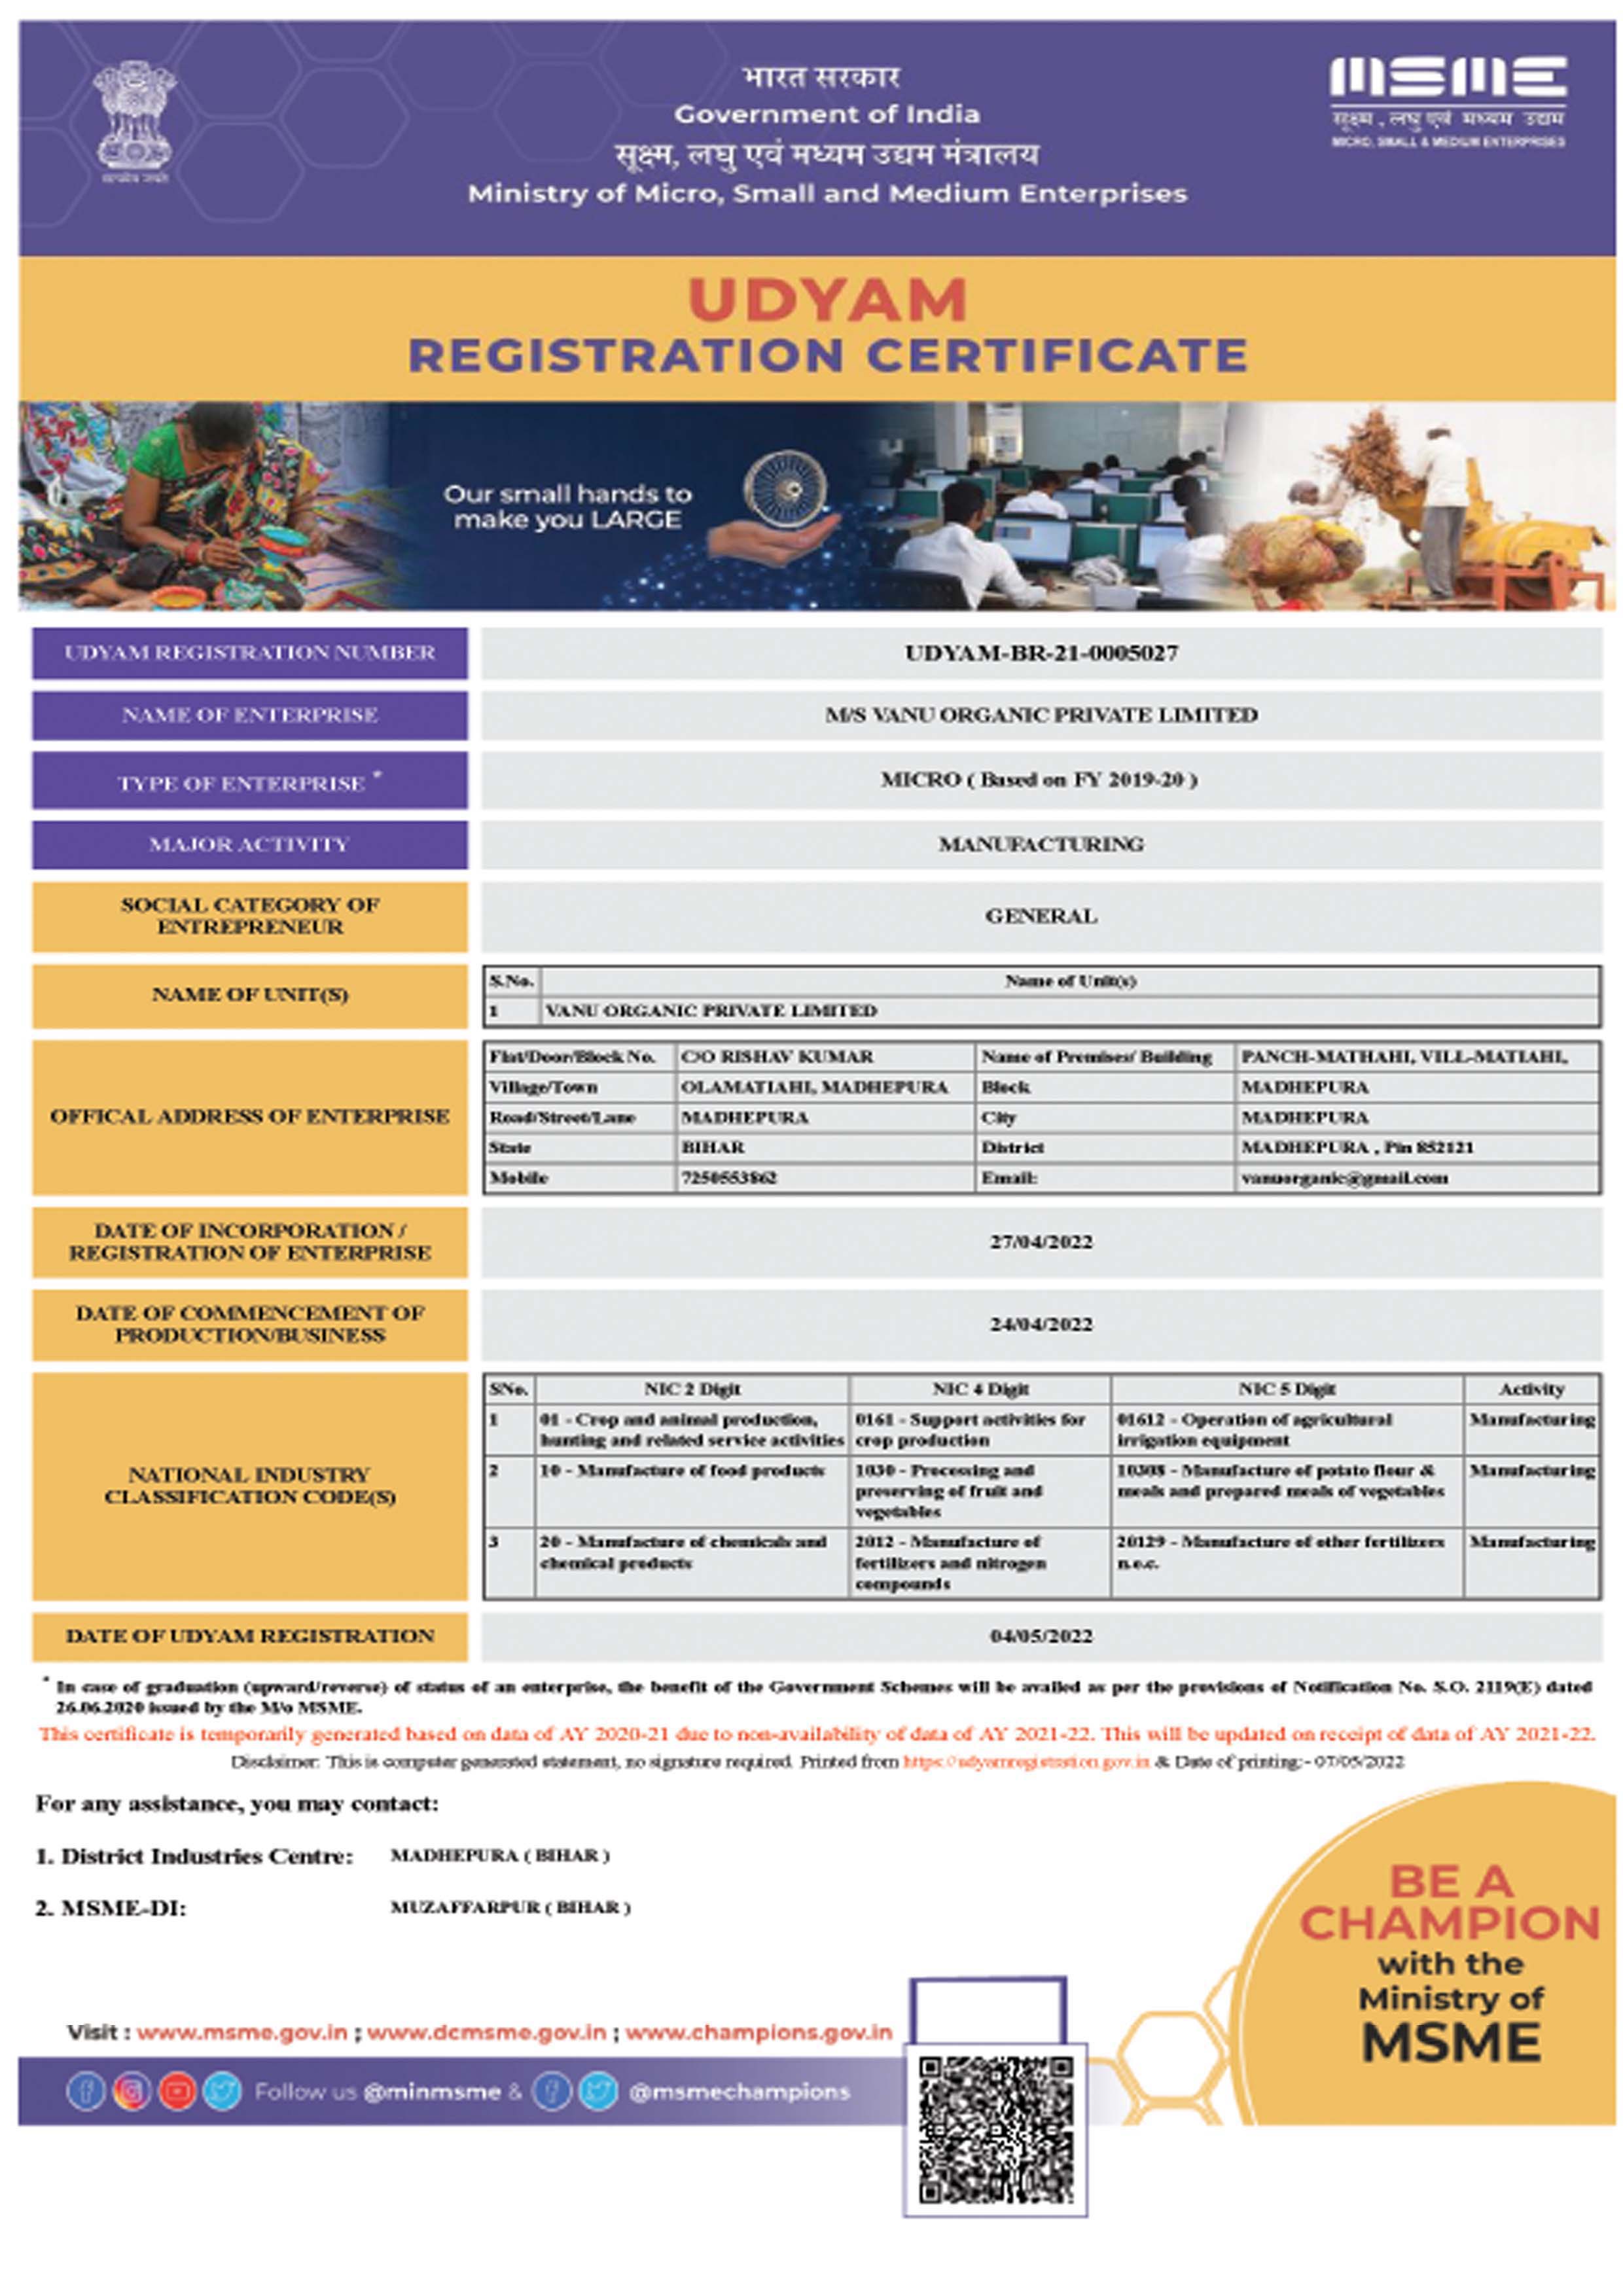 भारत सरकार
Government of India
सूक्ष्म, लघु एवं मध्यम उद्यम मंत्रालय
Ministry of Micro, Small and Medium Enterprises
सत्यमेव जयते
MSME
सूक्ष्म, लघु एवं मध्यम उद्यम
MICRO, SMALL & MEDIUM ENTERPRISES
UDYAM
REGISTRATION CERTIFICATE
Our small hands to
make you LARGE
UDYAM REGISTRATION NUMBER UDYAM-BR-21-0005027
NAME OF ENTERPRISE M/S VANU ORGANIC PRIVATE LIMITED
TYPE OF ENTERPRISE * MICRO ( Based on FY 2019-20 )
MAJOR ACTIVITY MANUFACTURING
SOCIAL CATEGORY OF
ENTREPRENEUR
GENERAL
NAME OF UNIT(S)
S.No. Name of Unit(s)
1 VANU ORGANIC PRIVATE LIMITED
OFFICAL ADDRESS OF ENTERPRISE
Flat/Door/Block No. C/O RISHAV KUMAR Name of Premises/ Building PANCH-MATHAHI, VILL-MATIAHI,
Village/Town OLAMATIAHI, MADHEPURA Block MADHEPURA
Road/Street/Lane MADHEPURA City MADHEPURA
State BIHAR District MADHEPURA , Pin 852121
Mobile 7250553862 Email: vanuorganic@gmail.com
DATE OF INCORPORATION /
REGISTRATION OF ENTERPRISE
27/04/2022
DATE OF COMMENCEMENT OF
PRODUCTION/BUSINESS
24/04/2022
NATIONAL INDUSTRY
CLASSIFICATION CODE(S)
SNo. NIC 2 Digit NIC 4 Digit NIC 5 Digit Activity
1 01 - Crop and animal production, 0161 - Support activities for 01612 - Operation of agricultural Manufacturing
hunting and related service activities crop production irrigation equipment
2 10 - Manufacture of food products 1030 - Processing and 10308 - Manufacture of potato flour & Manufacturing
preserving of fruit and meals and prepared meals of vegetables
vegetables
3 20 - Manufacture of chemicals and 2012 - Manufacture of 20129 - Manufacture of other fertilizers Manufacturing
chemical products fertilizers and nitrogen n.e.c.
compounds
DATE OF UDYAM REGISTRATION 04/05/2022
* In case of graduation (upward/reverse) of status of an enterprise, the benefit of the Government Schemes will be availed as per the provisions of Notification No. S.O. 2119(E) dated
26.06.2020 issued by the M/o MSME.
This certificate is temporarily generated based on data of AY 2020-21 due to non-availability of data of AY 2021-22. This will be updated on receipt of data of AY 2021-22.
Disclaimer: This is computer generated statement, no signature required. Printed from https://udyamregistration.gov.in & Date of printing:- 07/05/2022
For any assistance, you may contact:
1. District Industries Centre: MADHEPURA ( BIHAR )
2. MSME-DI: MUZAFFARPUR ( BIHAR )
BE A
CHAMPION
with the
Ministry of
MSME
Visit : www.msme.gov.in ; www.dcmsme.gov.in ; www.champions.gov.in
Follow us @minmsme & @msmechampions